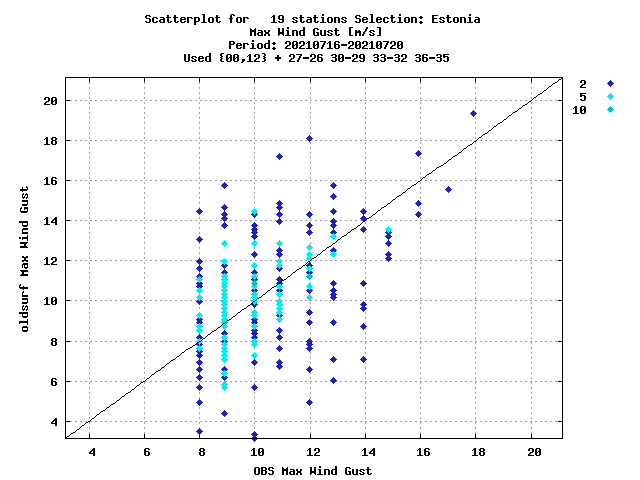 Scatterplot for   19 stations Selection: Estonia
Max Wind Gust [m/s]
Period: 20210716-20210720
Used {00,12} + 27-26 30-29 33-32 36-35
2
5
10
20
18
16
14
12
10
8
6
4
oldsurf Max Wind Gust
4 6 8 10 12 14 16 18 20
OBS Max Wind Gust